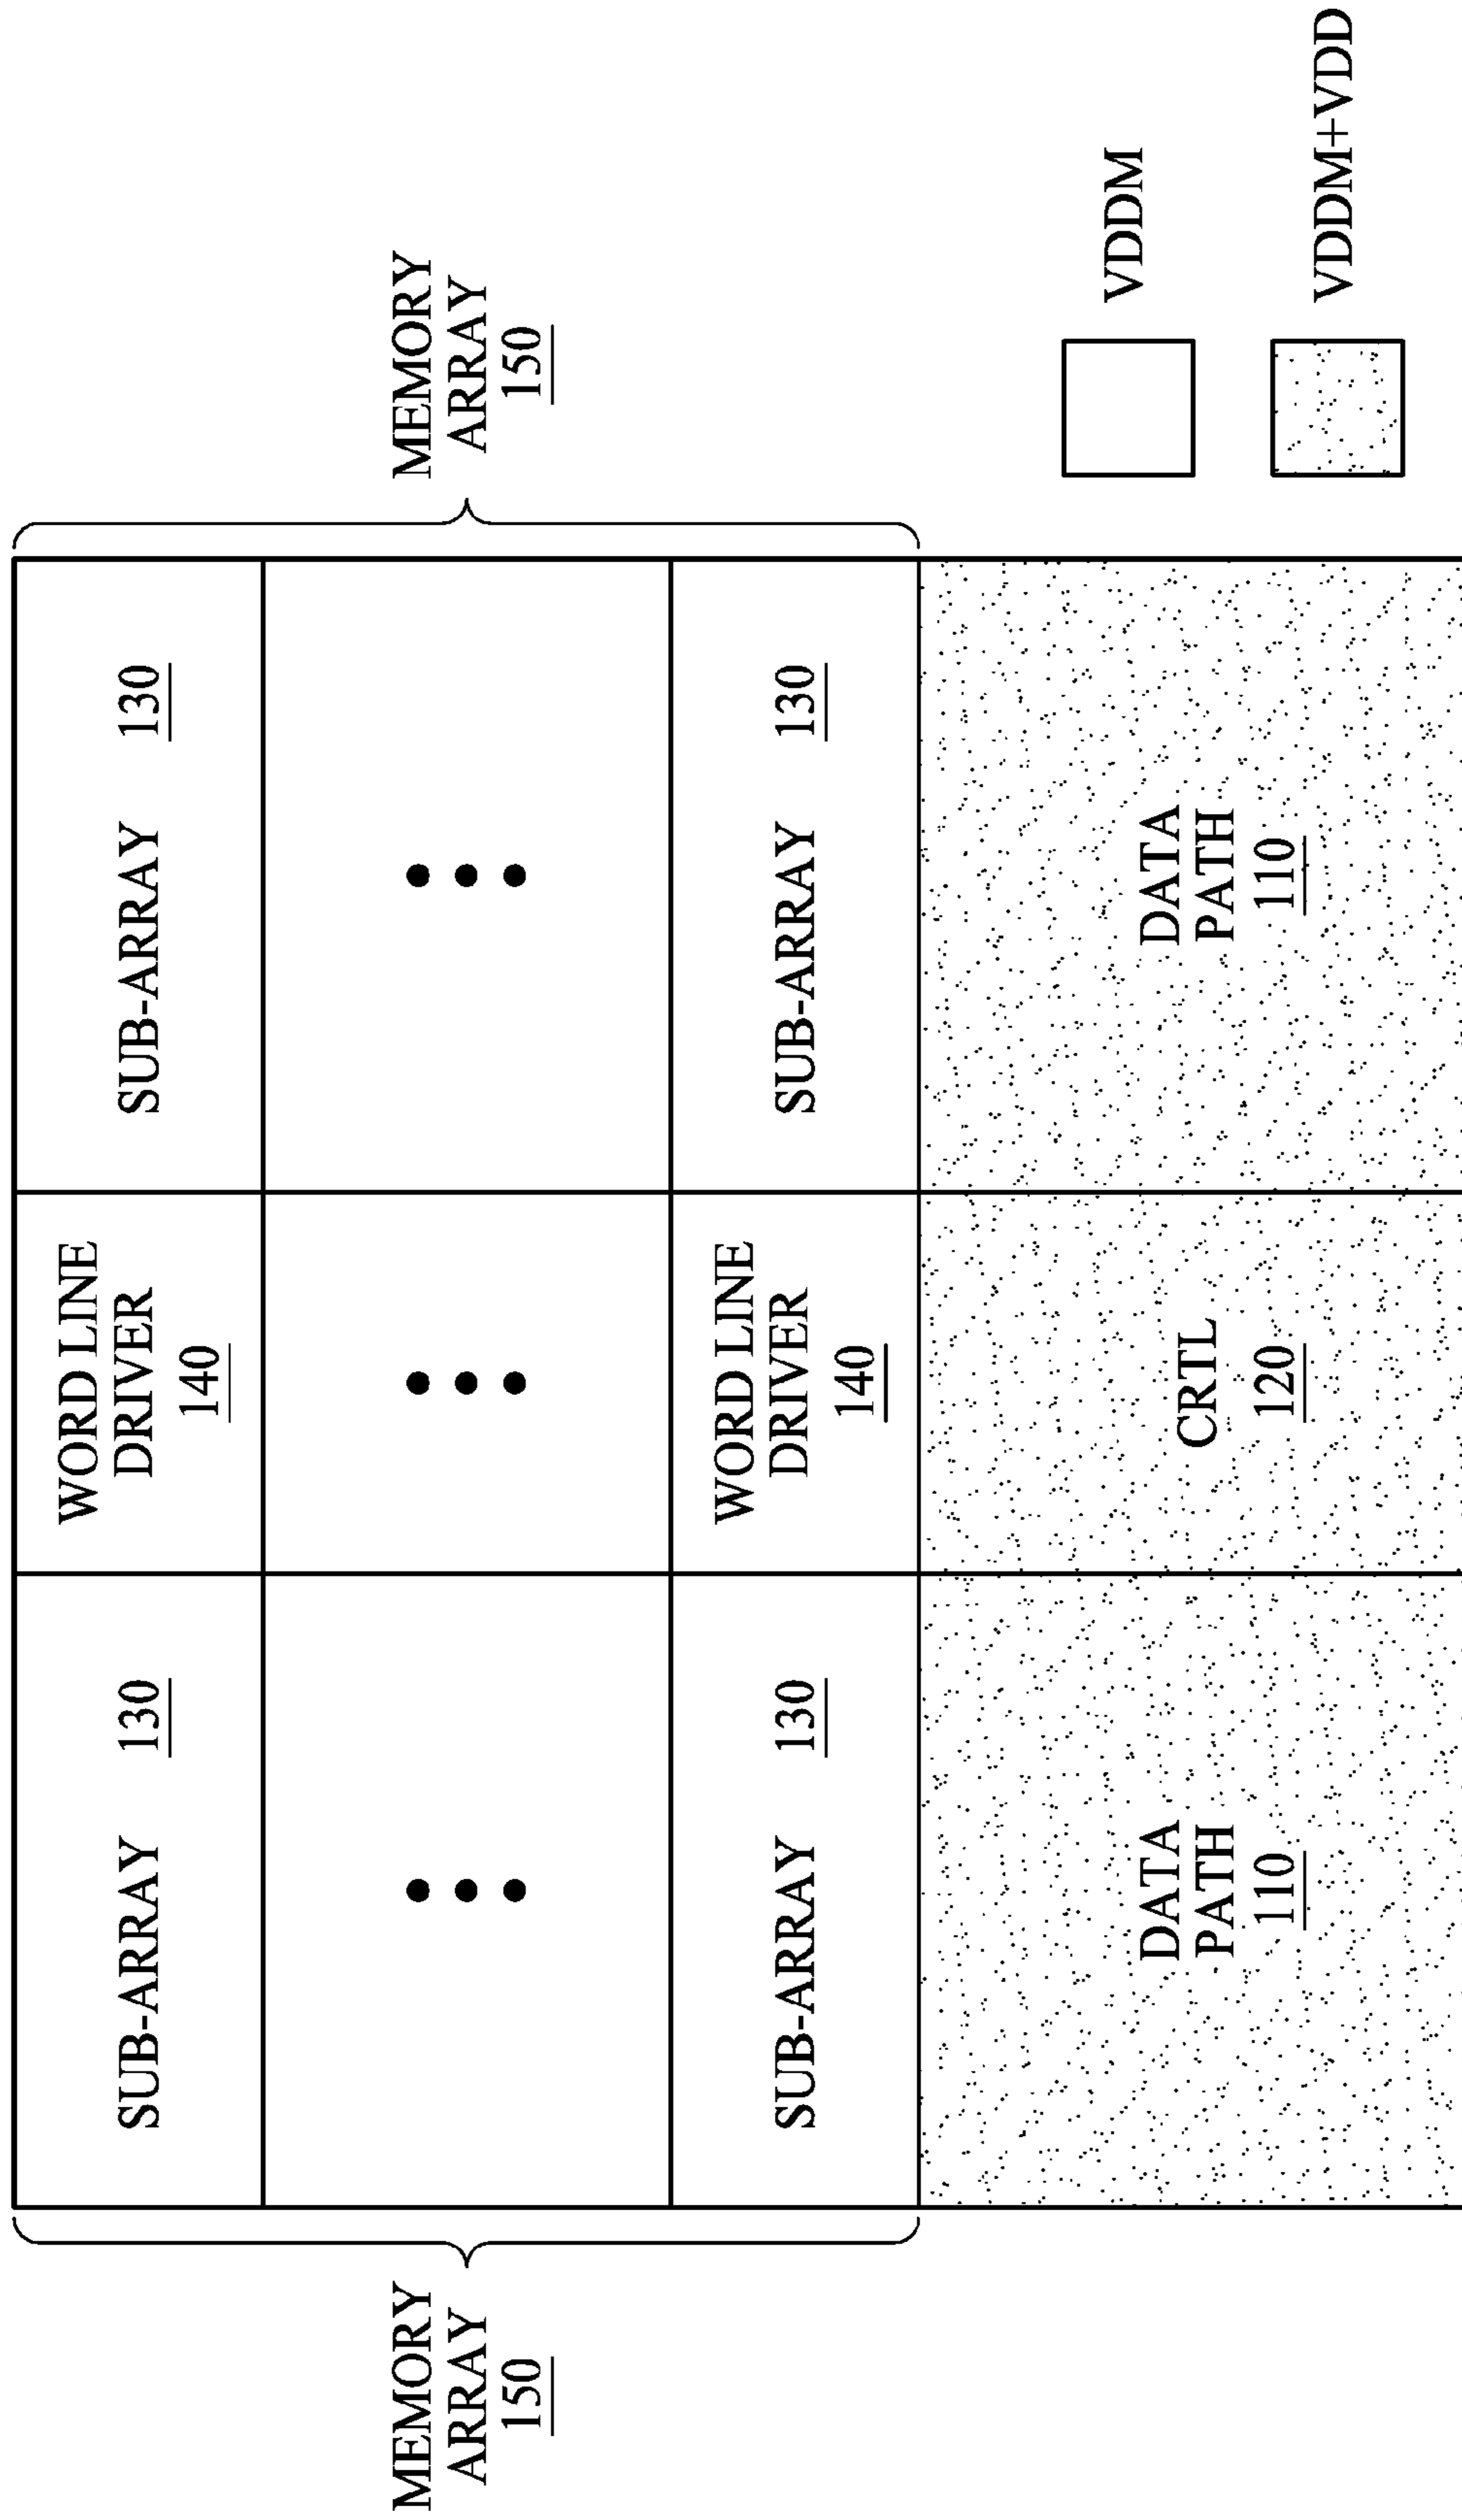 MEMORY
ARRAY
150
SUB-ARRAY 130
WORD LINE
DRIVER
140
SUB-ARRAY 130
SUB-ARRAY 130
WORD LINE
DRIVER
140
SUB-ARRAY 130
MEMORY
ARRAY
150
DATA
PATH
110
CRTL
120
DATA
PATH
110
VDDM
VDDM+VDD